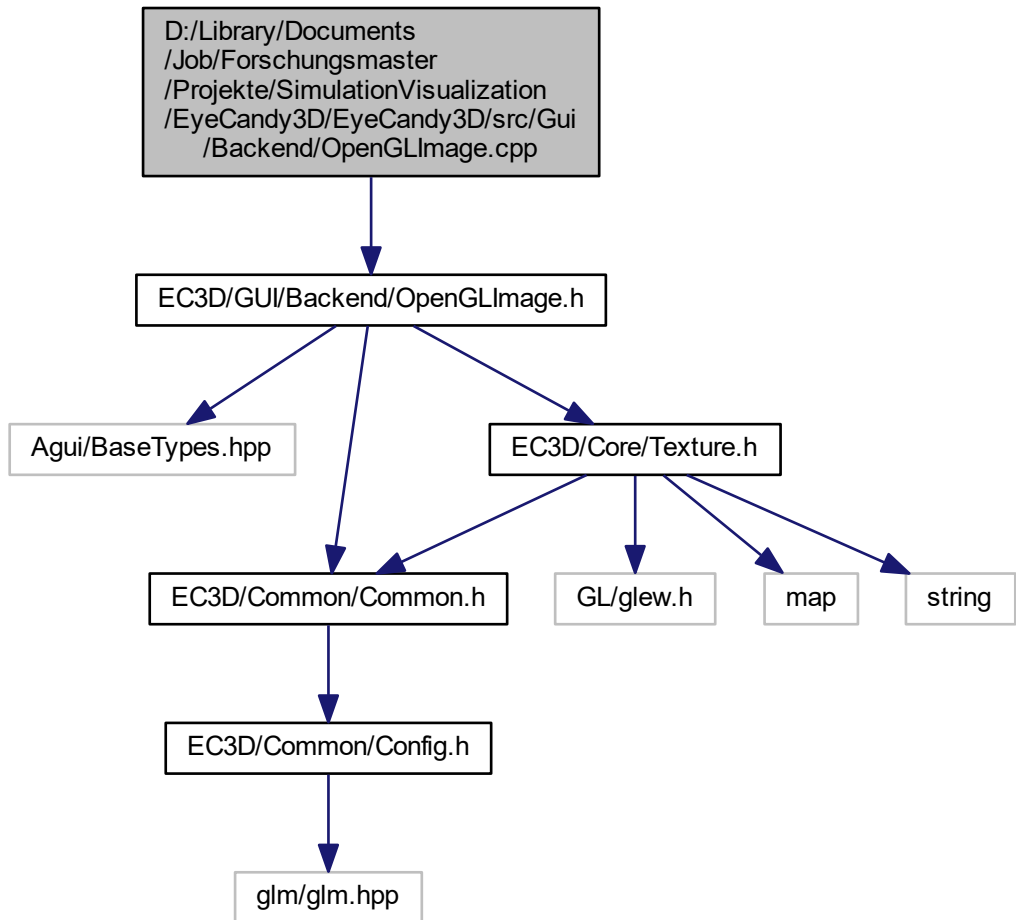 D:/Library/Documents
/Job/Forschungsmaster
/Projekte/SimulationVisualization
/EyeCandy3D/EyeCandy3D/src/Gui
/Backend/OpenGLImage.cpp
EC3D/GUI/Backend/OpenGLImage.h
Agui/BaseTypes.hpp
EC3D/Core/Texture.h
EC3D/Common/Common.h
GL/glew.h
map
string
EC3D/Common/Config.h
glm/glm.hpp